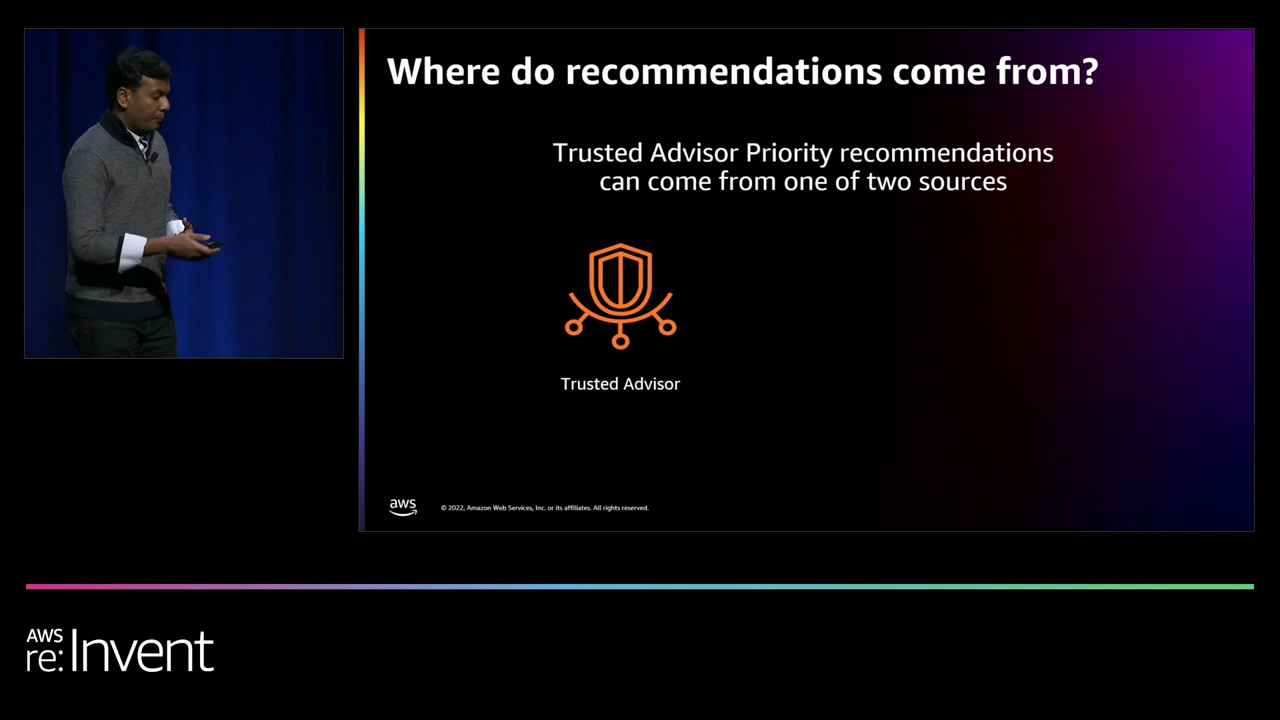 Where do recommendations come from?
Trusted Advisor Priority recommendations
can come from one of two sources
Trusted Advisor
aws
© 2022, Amazon Web Services, Inc. or its affiliates. All rights reserved.
AWS
re:Invent